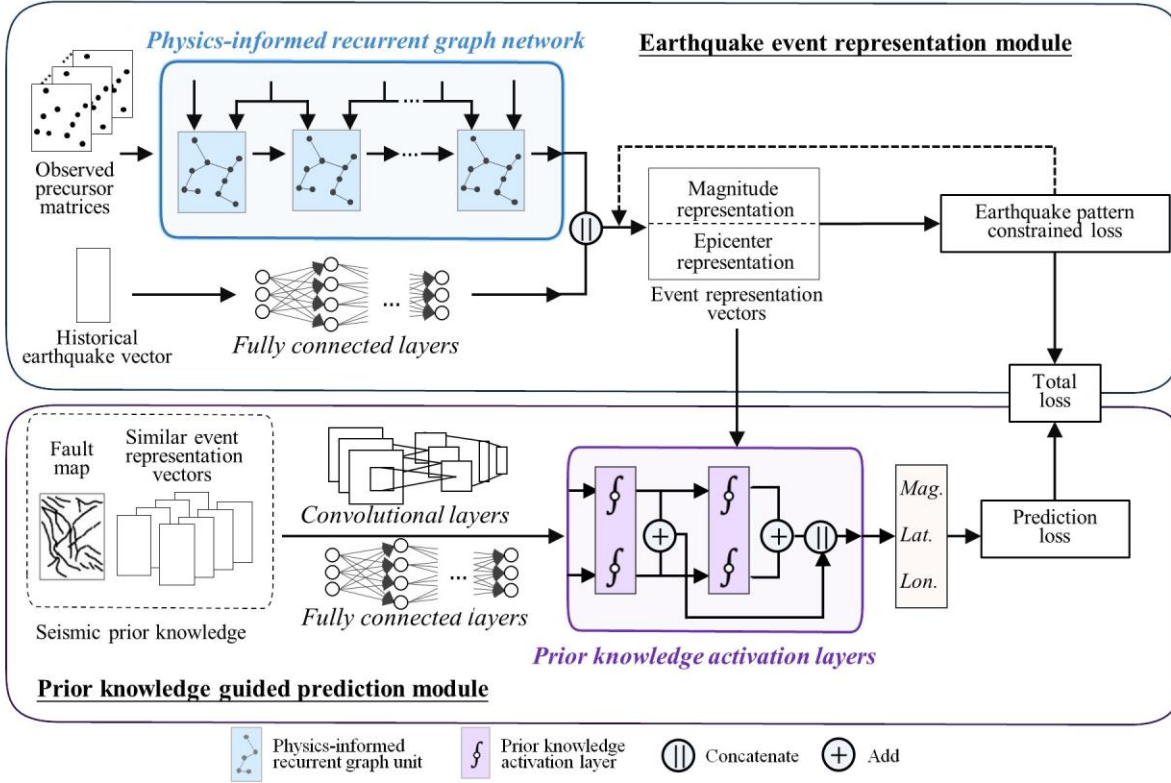 Physics-informed recurrent graph network
Earthquake event representation module
Observed
precursor
matrices
...
...
Historical
earthquake vector
...
Fully connected layers
||
Magnitude
representation
Epicenter
representation
Event representation
vectors
Earthquake pattern
constrained loss
Total
loss
Fault
map
Similar event
representation
vectors
Seismic prior knowledge
Convolutional layers
...
Fully connected iayers
∮
∮
∮
∮
+
+
||
Prior knowledge activation layers
Mag.
Lat.
Lon.
Prediction
loss
Prior knowledge guided prediction module
Physics-informed
recurrent graph unit
∮
Prior knowledge
activation layer
||
Concatenate
+
Add